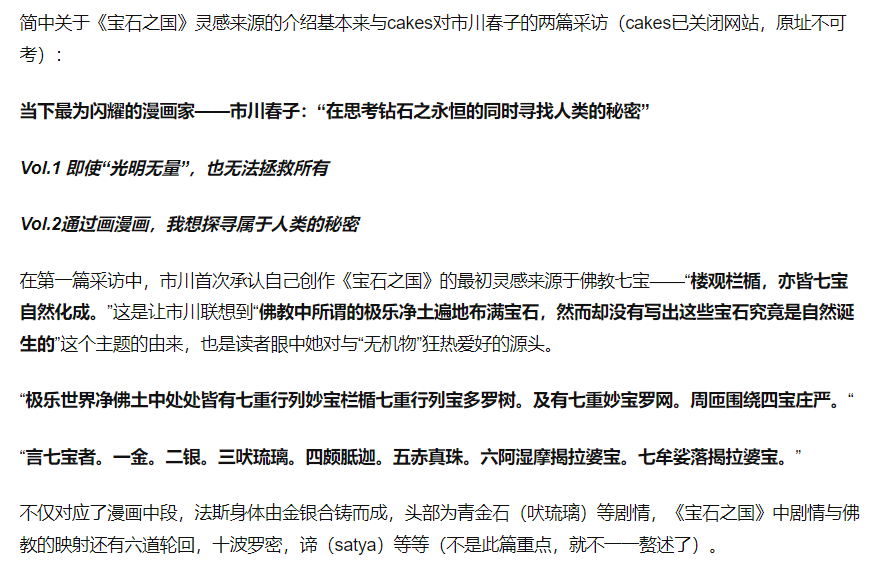 简中关于《宝石之国》灵感来源的介绍基本来与cakes对市川春子的两篇采访（cakes已关闭网站，原址不可
考）：
当下最为闪耀的漫画家——市川春子：“在思考钻石之永恒的同时寻找人类的秘密”
Vol.1 即使“光明无量”，也无法拯救所有
Vol.2通过画漫画，我想探寻属于人类的秘密
在第一篇采访中，市川首次承认自己创作《宝石之国》的最初灵感来源于佛教七宝——“楼观栏楯，亦皆七宝
自然化成。”这是让市川联想到“佛教中所谓的极乐净土遍地布满宝石，然而却没有写出这些宝石究竟是自然诞
生的”这个主题的由来，也是读者眼中她对与“无机物”狂热爱好的源头。
“极乐世界净佛土中处处皆有七重行列妙宝栏楯七重行列宝多罗树。及有七重妙宝罗网。周匝围绕四宝庄严。“
“言七宝者。一金。二银。三吠琉璃。四颇胝迦。五赤真珠。六阿湿摩揭拉婆宝。七牟娑落揭拉婆宝。”
不仅对应了漫画中段，法斯身体由金银合铸而成，头部为青金石（吠琉璃）等剧情，《宝石之国》中剧情与佛
教的映射还有六道轮回，十波罗密，谛（satya）等等（不是此篇重点，就不一一赘述了）。